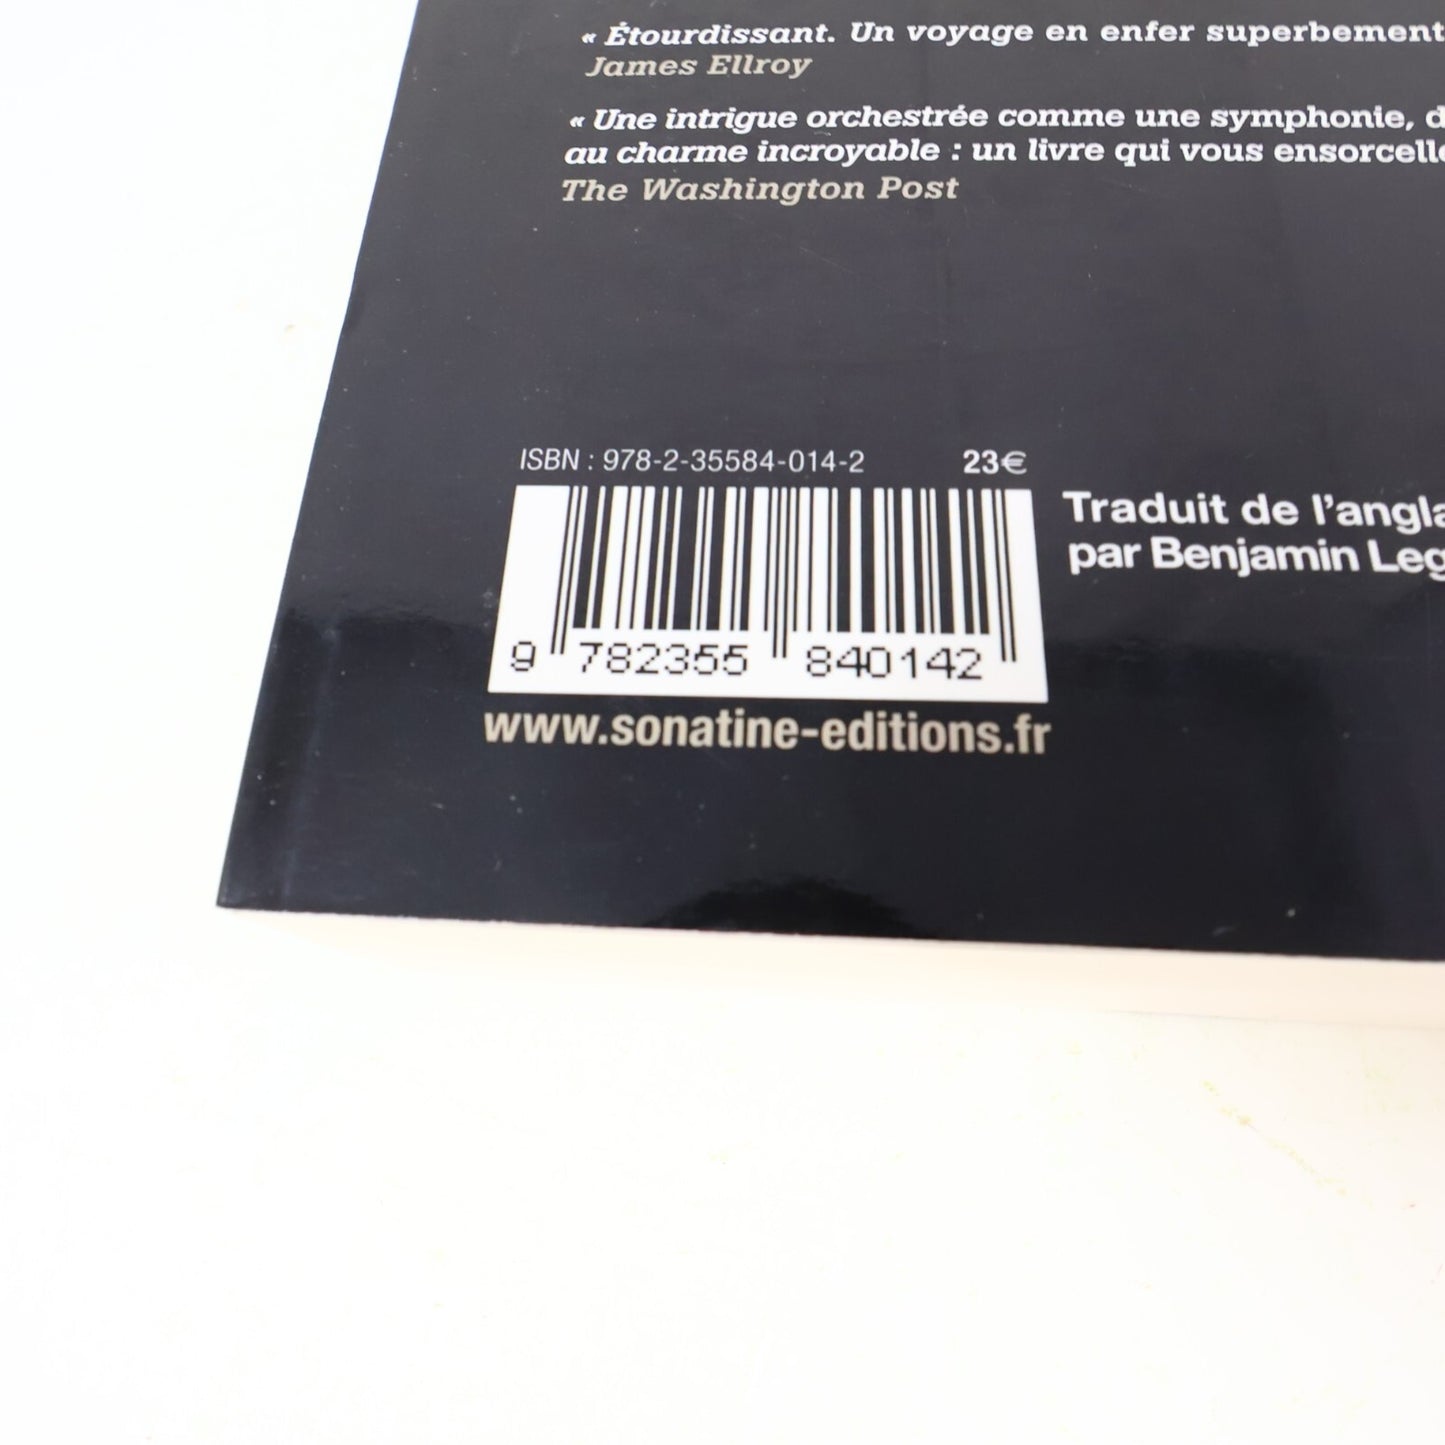 « Étourdissant. Un voyage en enfer superbement
James Ellroy
« Une intrigue orchestrée comme une symphonie,
au charme incroyable : un livre qui vous
The Washington Post
ISBN : 978-2-35584-014-2 23€
Traduit de
par Benjamin
9 782355 840142
www.sonatine-editions.fr